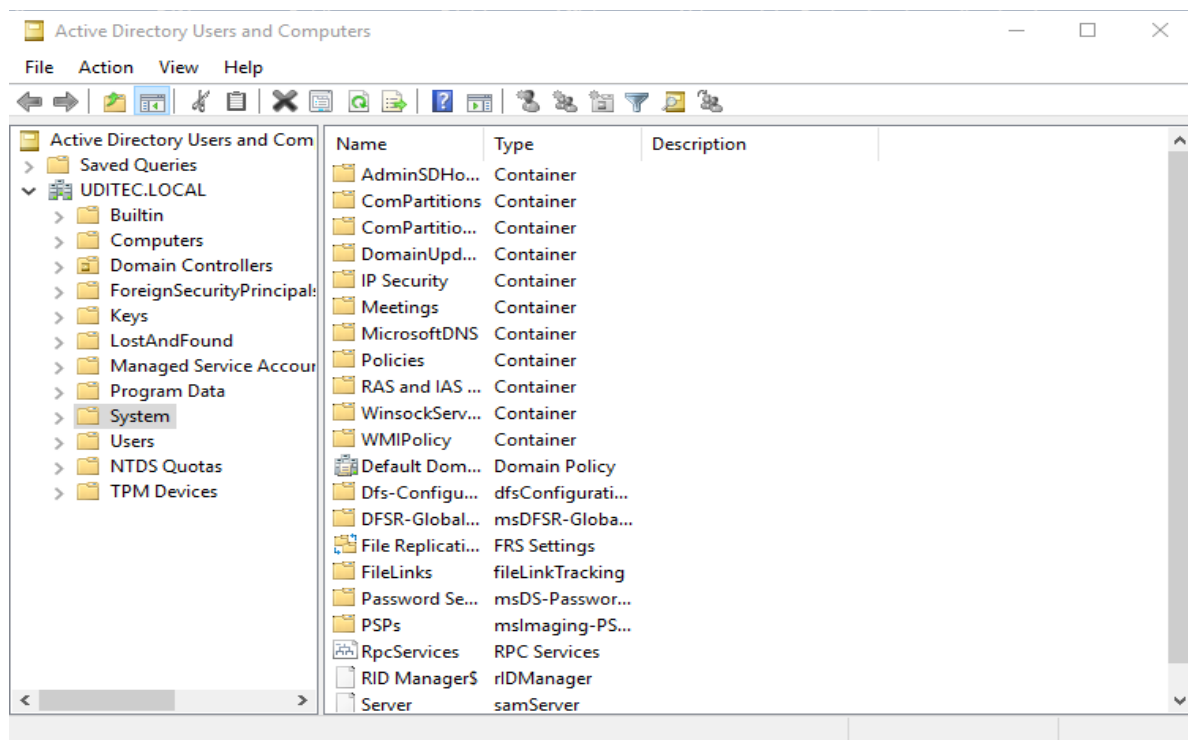 Active Directory Users and Computers
File Action View Help
Active Directory Users and Com
Saved Queries
UDITEC.LOCAL
Builtin
Computers
Domain Controllers
ForeignSecurityPrincipals
Keys
LostAndFound
Managed Service Accour
Program Data
System
Users
NTDS Quotas
TPM Devices
Name Type Description
AdminSDHo... Container
ComPartitions Container
ComPartitio... Container
DomainUpd... Container
IP Security Container
Meetings Container
MicrosoftDNS Container
Policies Container
RAS and IAS ... Container
WinsockServ... Container
WMIPolicy Container
Default Dom... Domain Policy
Dfs-Configu... dfsConfigurati...
DFSR-Global... msDFSR-Globa...
File Replicati... FRS Settings
FileLinks fileLinkTracking
Password Se... msDS-Passwor...
PSPs msImaging-PS...
RpcServices RPC Services
RID Manager$ rIDManager
Server samServer